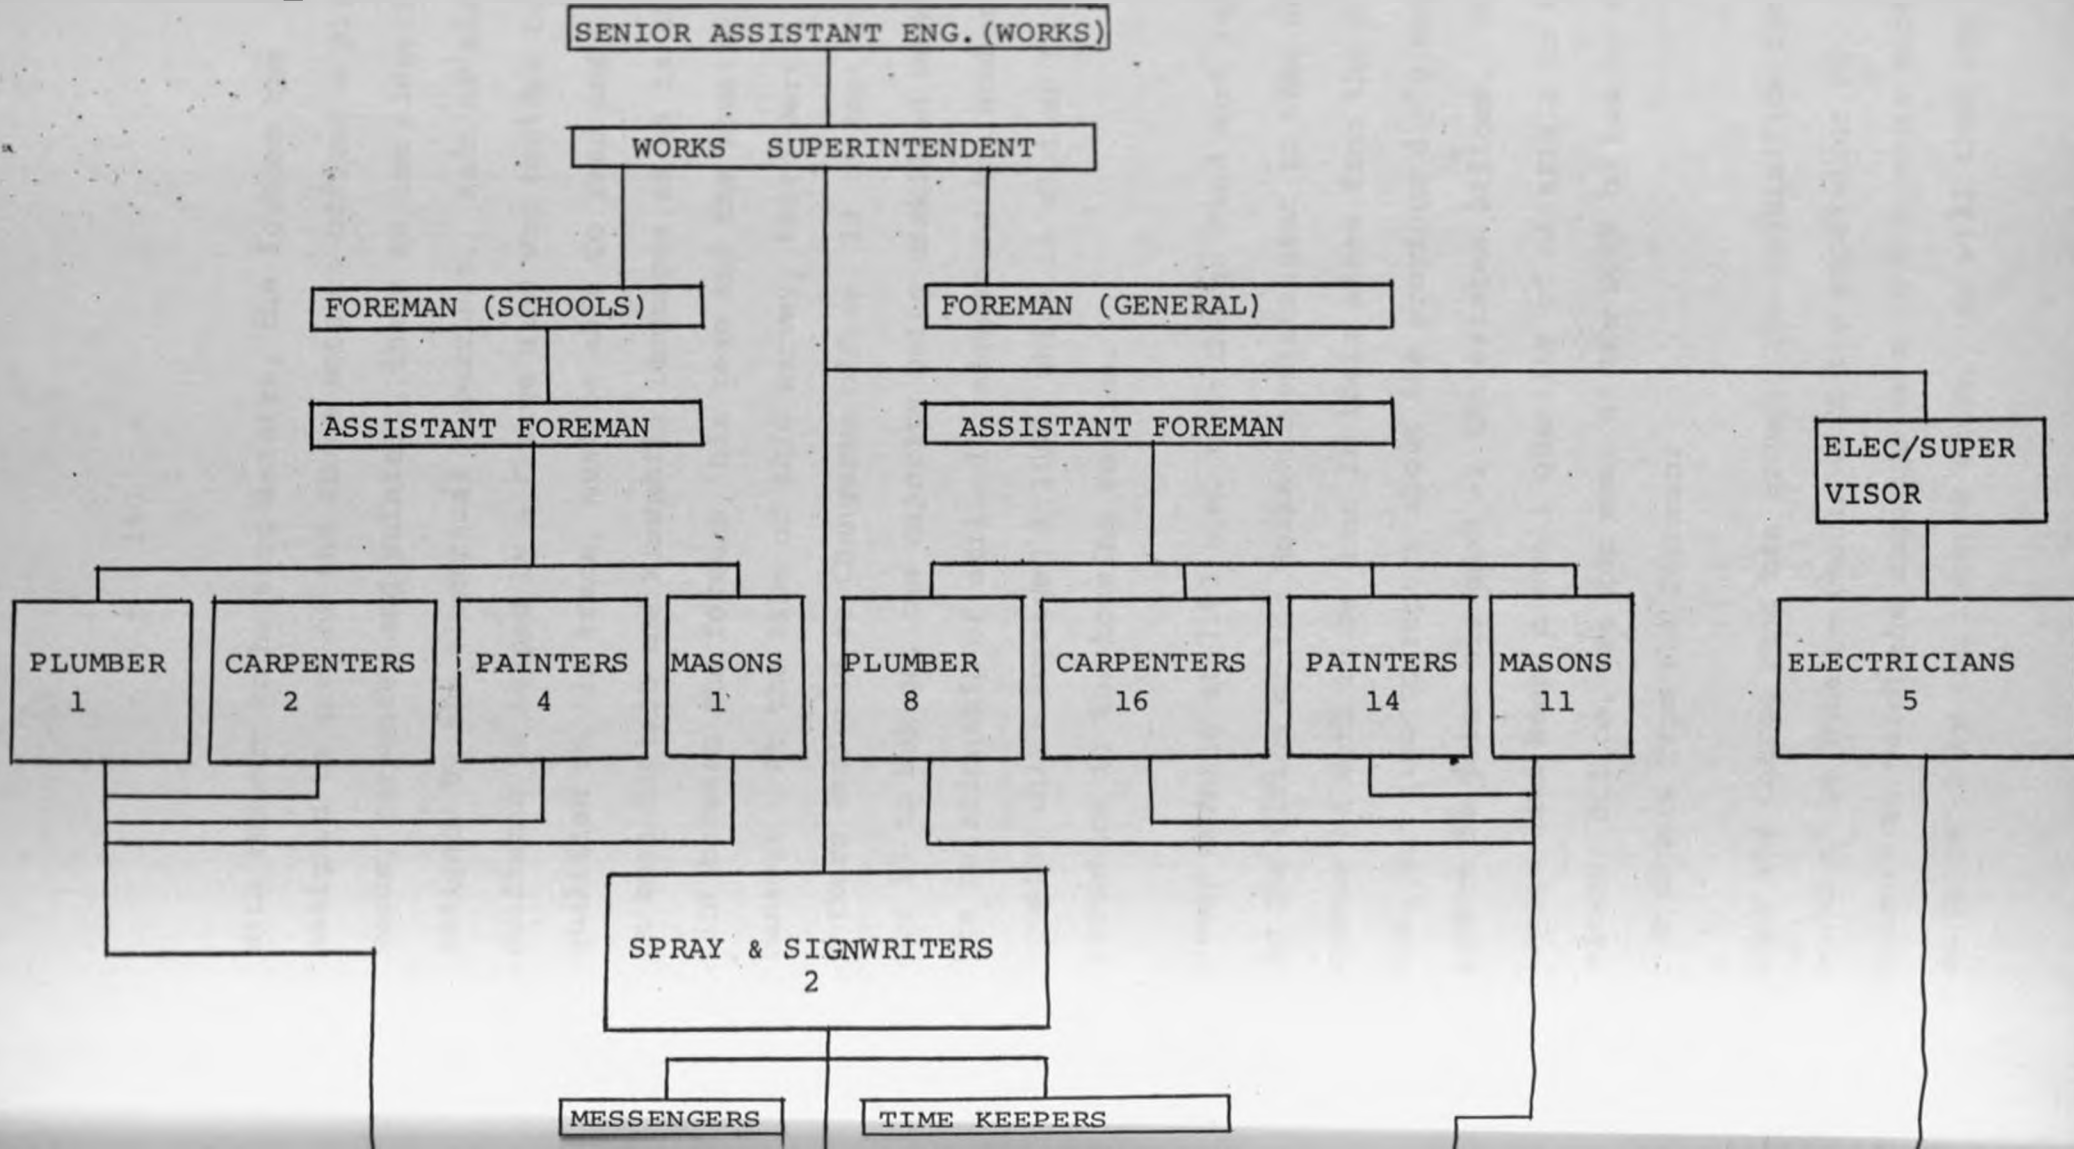 SENIOR ASSISTANT ENG.(WORKS)
WORKS SUPERINTENDENT
FOREMAN (SCHOOLS)
FOREMAN (GENERAL)
ASSISTANT FOREMAN
ASSISTANT FOREMAN
ELEC/SUPER
VISOR
PLUMBER
1
CARPENTERS
2
PAINTERS
4
MASONS
1
PLUMBER
8
CARPENTERS
16
PAINTERS
14
MASONS
11
ELECTRICIANS
5
SPRAY & SIGNWRITERS
2
MESSENGERS
TIME KEEPERS